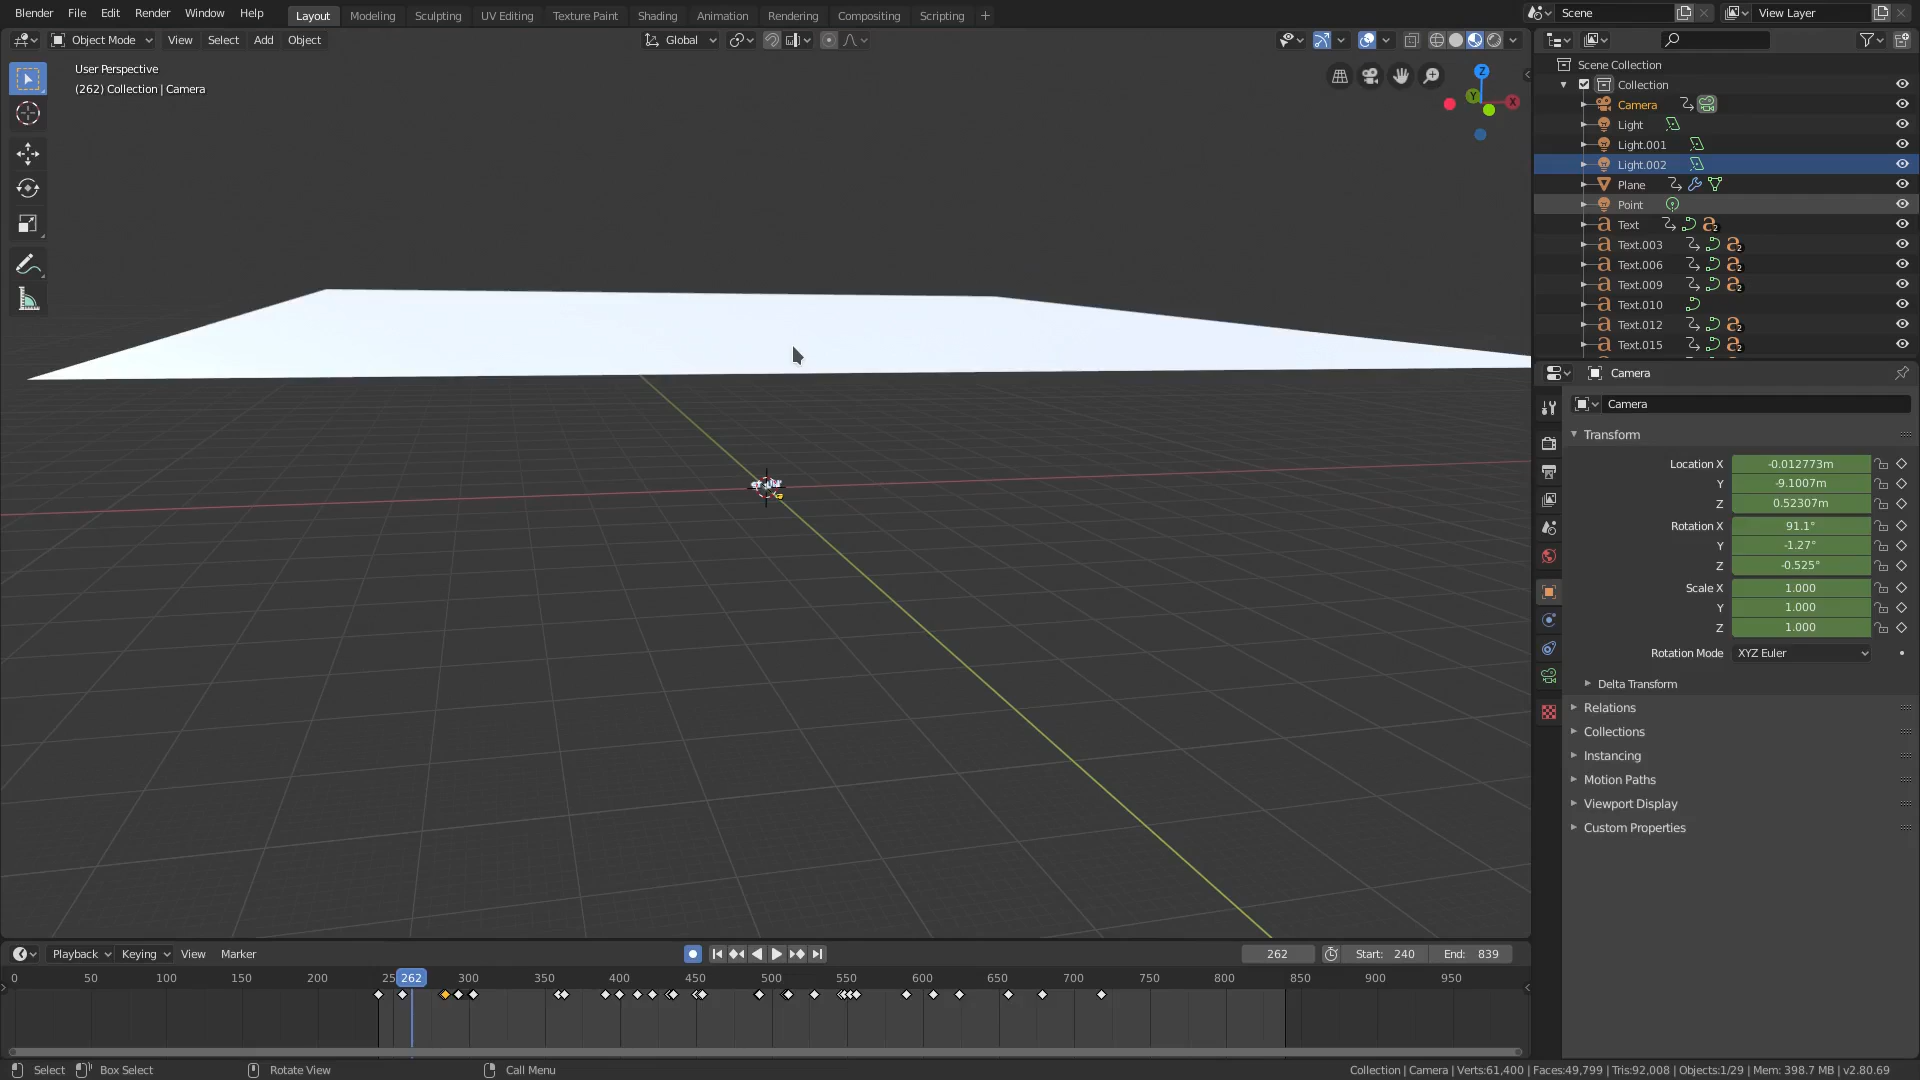 Blender File Edit Render Window Help Layout Modeling Sculpting UV Editing Texture Paint Shading Animation Rendering Compositing Scripting + Scene View Layer
Object Mode View Select Add Object Global
User Perspective
(262) Collection | Camera
Z
Y
X
Scene Collection
Collection
Camera
Light
Light.001
Light.002
Plane
Point
Text
Text.003
Text.006
Text.009
Text.010
Text.012
Text.015
Camera
Camera
Transform
Location X -0.012773m
Y -9.1007m
Z 0.52307m
Rotation X 91.1°
Y -1.27°
Z -0.525°
Scale X 1.000
Y 1.000
Z 1.000
Rotation Mode XYZ Euler
Delta Transform
Relations
Collections
Instancing
Motion Paths
Viewport Display
Custom Properties
Playback Keying View Marker 262 Start: 240 End: 839
0 50 100 150 200 25 262 300 350 400 450 500 550 600 650 700 750 800 850 900 950
Select Box Select Rotate View Call Menu Collection | Camera | Verts:61,400 | Faces:49,799 | Tris:92,008 | Objects:1/29 | Mem: 398.7 MB | v2.80.69